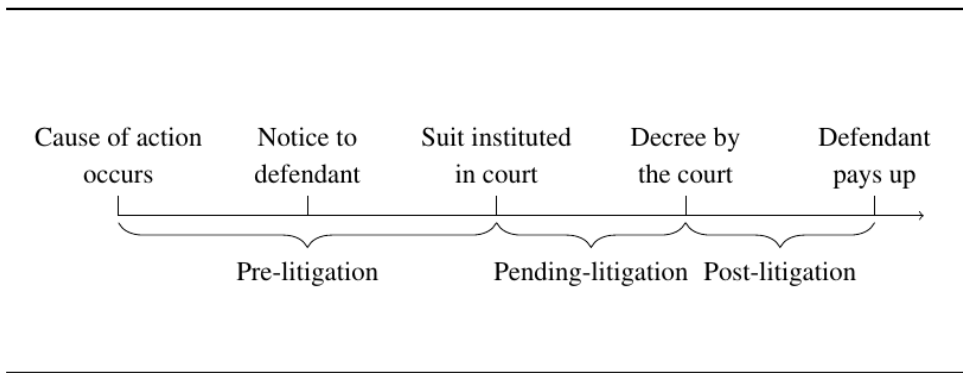 Cause of action
occurs
Notice to
defendant
Suit instituted
in court
Decree by
the court
Defendant
pays up
Pre-litigation
Pending-litigation
Post-litigation